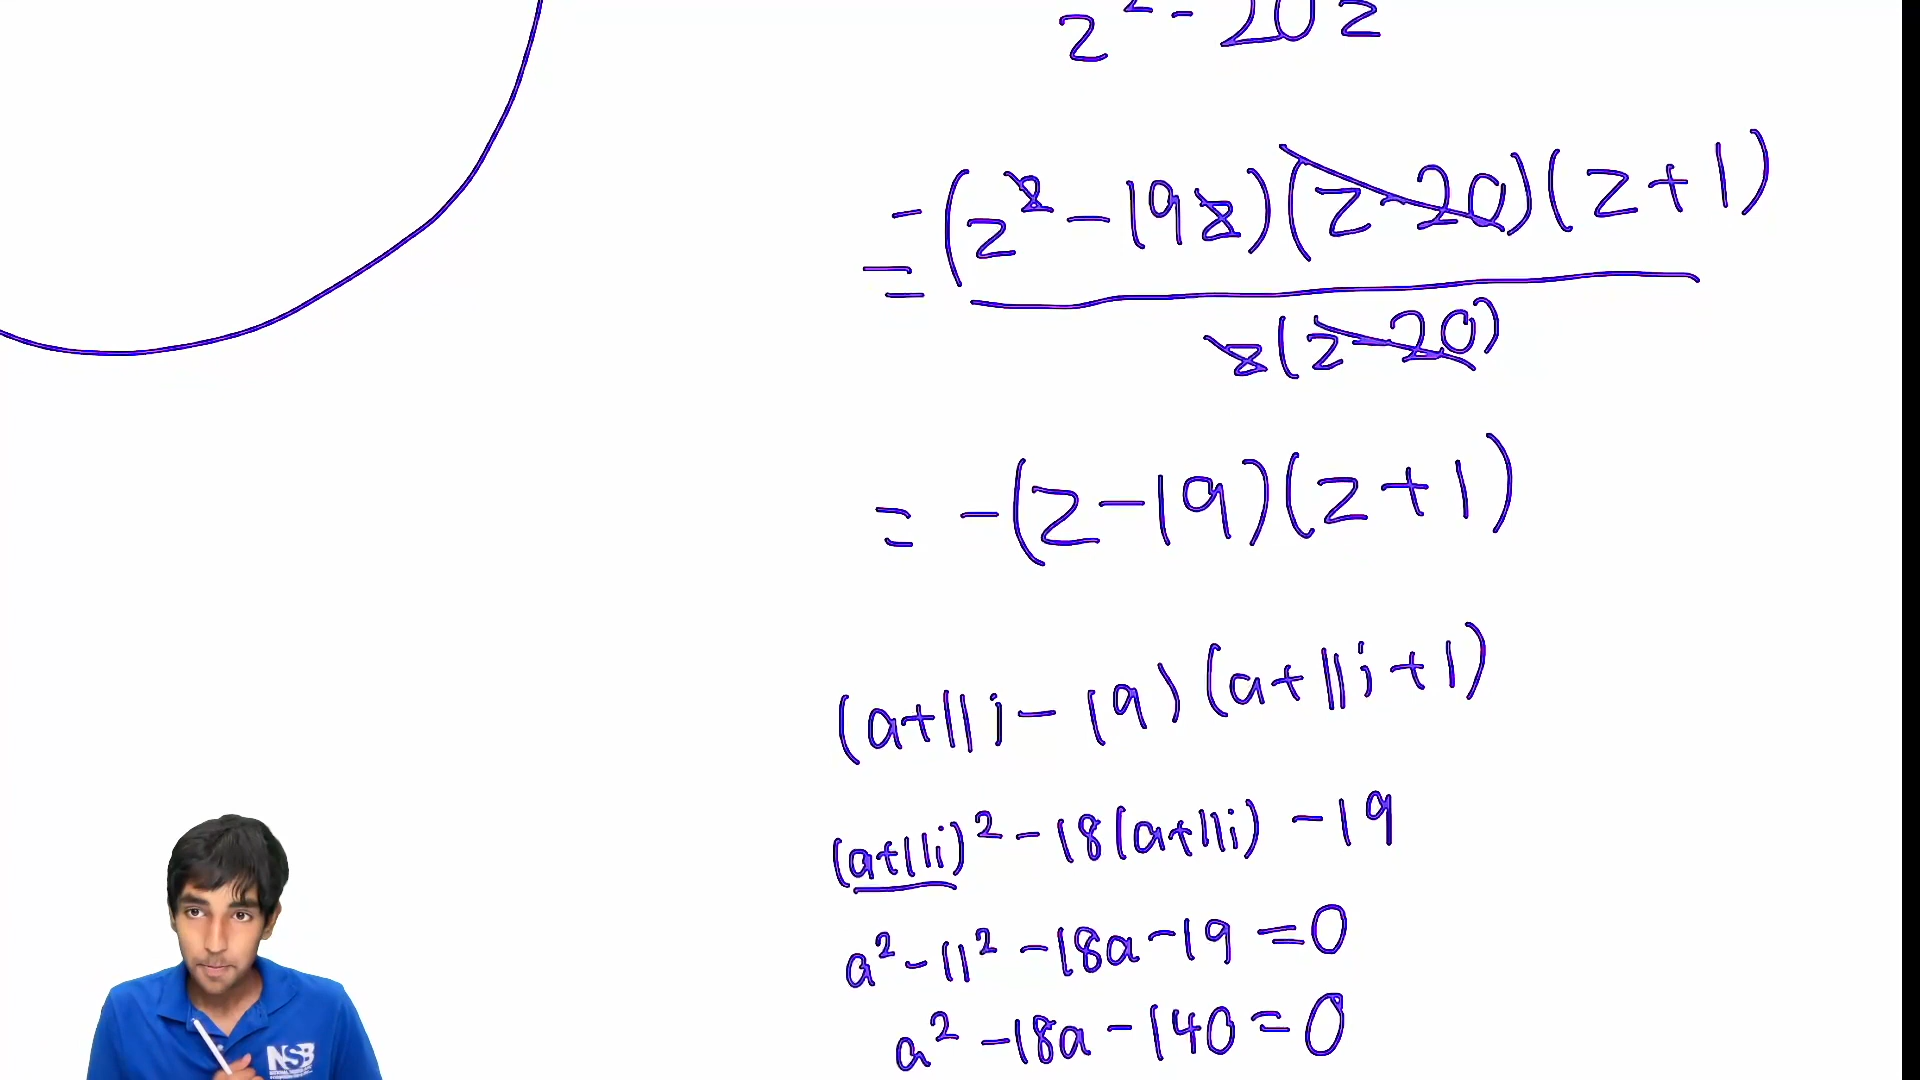 z² - 20z
= -(z² - 19z)(z-20)(z+1)
z(z-20)
= -(z-19)(z+1)
(a+11i-19)(a+11i+1)
(a+11i)² -18(a+11i) -19
a² - 11² -18a -19 = 0
a² -18a - 140 = 0
NSB